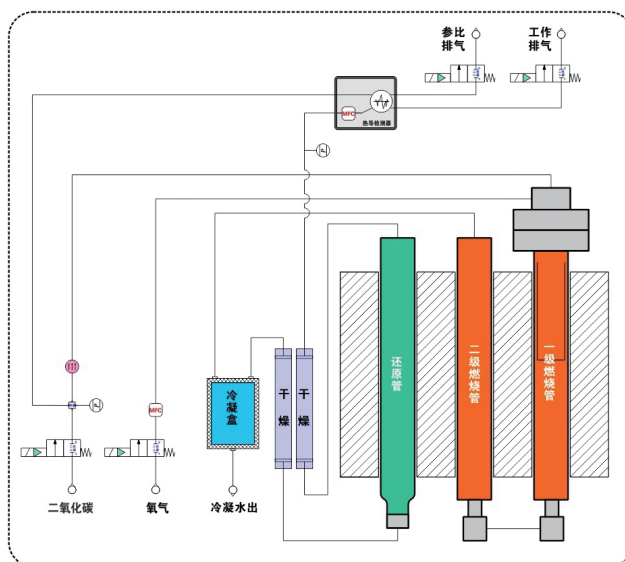 参比
排气
工作
排气
MFC
热导检测器
P
还原管
二级燃烧管
一级燃烧管
冷凝盒
干燥
干燥
P
MFC
二氧化碳
氧气
冷凝水出